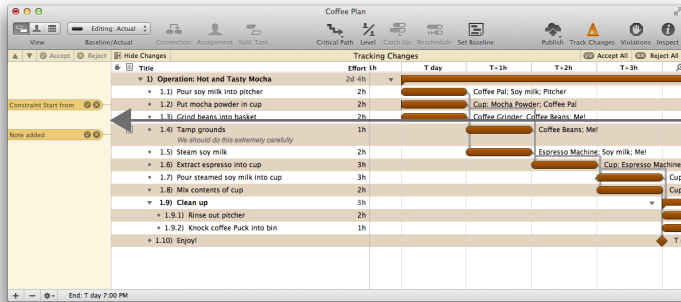 Coffee Plan
Editing: Actual
View Baseline/Actual Connection Assignment Split Task Critical Path Level Catch Up Reschedule Set Baseline Publish Track Changes Violations Inspect
Accept Reject Hide Changes Tracking Changes Accept All Reject All
Title Effort T day T+1h T+2h T+3h
1) Operation: Hot and Tasty Mocha 2d 4h
1.1) Pour soy milk into pitcher 2h Coffee Pal; Soy milk; Pitcher
Constraint Start from 1.2) Put mocha powder in cup 2h Cup; Mocha Powder; Coffee Pal
1.3) Grind beans into basket 2h Coffee Grinder; Coffee Beans; Me!
Note added 1.4) Tamp grounds 1h Coffee Beans; Me!
We should do this extremely carefully
1.5) Steam soy milk 2h Espresso Machine; Soy milk; Me!
1.6) Extract espresso into cup 3h Cup; Espresso Machine
1.7) Pour steamed soy milk into cup 3h Cup
1.8) Mix contents of cup 2h Cup
1.9) Clean up 3h
1.9.1) Rinse out pitcher 2h
1.9.2) Knock coffee Puck into bin 1h
1.10) Enjoy! T
End: T day 7:00 PM